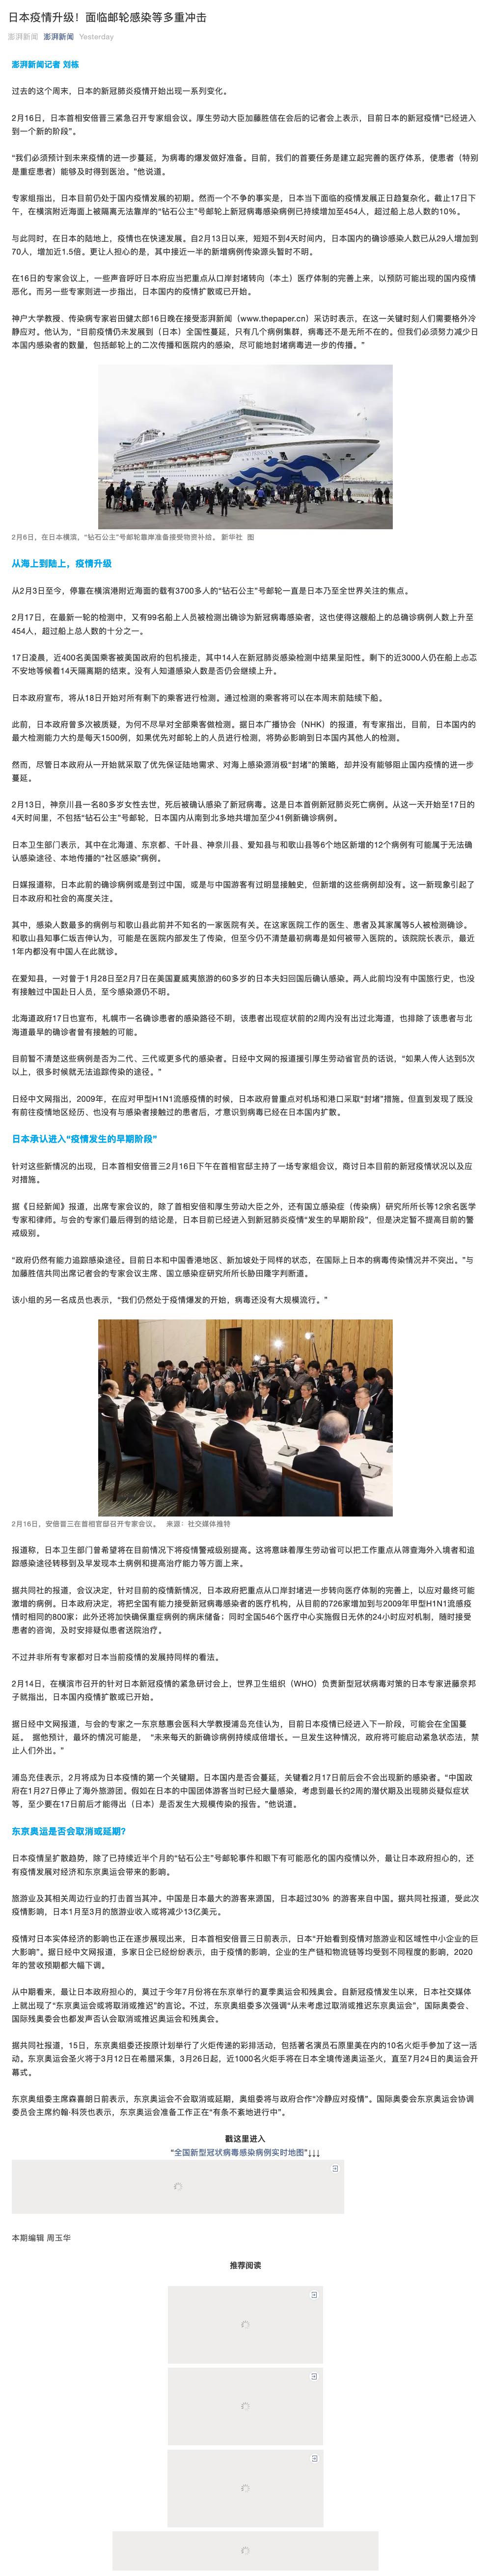 日本疫情升级！面临邮轮感染等多重冲击
澎湃新闻 澎湃新闻 Yesterday
澎湃新闻记者 刘栋
过去的这个周末，日本的新冠肺炎疫情开始出现一系列变化。
2月16日，日本首相安倍晋三紧急召开专家组会议。厚生劳动大臣加藤胜信在会后的记者会上表示，目前日本的新冠疫情“已经进入
到一个新的阶段”。
“我们必须预计到未来疫情的进一步蔓延，为病毒的爆发做好准备。目前，我们的首要任务是建立起完善的医疗体系，使患者（特别
是重症患者）能够及时得到医治。”他说道。
专家组指出，日本目前仍处于国内疫情发展的初期。然而一个不争的事实是，日本当下面临的疫情发展正日趋复杂化。截止17日下
午，在横滨附近海面上被隔离无法靠岸的“钻石公主”号邮轮上新冠病毒感染病例已持续增加至454人，超过船上总人数的10%。
与此同时，在日本的陆地上，疫情也在快速发展。自2月13日以来，短短不到4天时间内，日本国内的确诊感染人数已从29人增加到
70人，增加近1.5倍。更让人担心的是，其中接近一半的新增病例传染源头暂时不明。
在16日的专家会议上，一些声音呼吁日本府应当把重点从口岸封堵转向（本土）医疗体制的完善上来，以预防可能出现的国内疫情
恶化。而另一些专家则进一步指出，日本国内的疫情扩散或已开始。
神户大学教授、传染病专家岩田健太郎16日晚在接受澎湃新闻（www.thepaper.cn）采访时表示，在这一关键时刻人们需要格外冷
静应对。他认为，“目前疫情仍未发展到（日本）全国性蔓延，只有几个病例集群，病毒还不是无所不在的。但我们必须努力减少日
本国内感染者的数量，包括邮轮上的二次传播和医院内的感染，尽可能地封堵病毒进一步的传播。”
2月6日，在日本横滨，“钻石公主”号邮轮靠岸准备接受物资补给。 新华社 图
从海上到陆上，疫情升级
从2月3日至今，停靠在横滨港附近海面的载有3700多人的“钻石公主”号邮轮一直是日本乃至全世界关注的焦点。
2月17日，在最新一轮的检测中，又有99名船上人员被检测出确诊为新冠病毒感染者，这也使得这艘船上的总确诊病例人数上升至
454人，超过船上总人数的十分之一。
17日凌晨，近400名美国乘客被美国政府的包机接走，其中14人在新冠肺炎感染检测中结果呈阳性。剩下的近3000人仍在船上忐忑
不安地等候着14天隔离期的结束。没有人知道感染人数是否仍会继续上升。
日本政府宣布，将从18日开始对所有剩下的乘客进行检测。通过检测的乘客将可以在本周末前陆续下船。
此前，日本政府曾多次被质疑，为何不尽早对全部乘客做检测。据日本广播协会（NHK）的报道，有专家指出，目前，日本国内的
最大检测能力大约是每天1500例，如果优先对邮轮上的人员进行检测，将势必影响到日本国内其他人的检测。
然而，尽管日本政府从一开始就采取了优先保证陆地需求、对海上感染源消极“封堵”的策略，却并没有能够阻止国内疫情的进一步
蔓延。
2月13日，神奈川县一名80多岁女性去世，死后被确认感染了新冠病毒。这是日本首例新冠肺炎死亡病例。从这一天开始至17日的
4天时间里，不包括“钻石公主”号邮轮，日本国内从南到北多地共增加至少41例新确诊病例。
日本卫生部门表示，其中在北海道、东京都、千叶县、神奈川县、爱知县与和歌山县等6个地区新增的12个病例有可能属于无法确
认感染途径、本地传播的“社区感染”病例。
日媒报道称，日本此前的确诊病例或是到过中国，或是与中国游客有过明显接触史，但新增的这些病例却没有。这一新现象引起了
日本政府和社会的高度关注。
其中，感染人数最多的病例与和歌山县此前并不知名的一家医院有关。在这家医院工作的医生、患者及其家属等5人被检测确诊。
和歌山县知事仁坂吉伸认为，可能是在医院内部发生了传染，但至今仍不清楚最初病毒是如何被带入医院的。该院院长表示，最近
1年内都没有中国人在此就诊。
在爱知县，一对曾于1月28日至2月7日在美国夏威夷旅游的60多岁的日本夫妇回国后确认感染。两人此前均没有中国旅行史，也没
有接触过中国赴日人员，至今感染源仍不明。
北海道政府17日也宣布，札幌市一名确诊患者的感染路径不明，该患者出现症状前的2周内没有出过北海道，也排除了该患者与北
海道最早的确诊者曾有接触的可能。
目前暂不清楚这些病例是否为二代、三代或更多代的感染者。日经中文网的报道援引厚生劳动省官员的话说，“如果人传人达到5次
以上，很多时候就无法追踪传染的途径。”
日经中文网指出，2009年，在应对甲型H1N1流感疫情的时候，日本政府曾重点对机场和港口采取“封堵”措施。但直到发现了既没
有前往疫情地区经历、也没有与感染者接触过的患者后，才意识到病毒已经在日本国内扩散。
日本承认进入“疫情发生的早期阶段”
针对这些新情况的出现，日本首相安倍晋三2月16日下午在首相官邸主持了一场专家组会议，商讨日本目前的新冠疫情状况以及应
对措施。
据《日经新闻》报道，出席专家会议的，除了首相安倍和厚生劳动大臣之外，还有国立感染症（传染病）研究所所长等12余名医学
专家和律师。与会的专家们最后得到的结论是，日本目前已经进入到新冠肺炎疫情“发生的早期阶段”，但是决定暂不提高目前的警
戒级别。
“政府仍然有能力追踪感染途径。目前日本和中国香港地区、新加坡处于同样的状态，在国际上日本的病毒传染情况并不突出。”与
加藤胜信共同出席记者会的专家会议主席、国立感染症研究所所长胁田隆字判断道。
该小组的另一名成员也表示，“我们仍然处于疫情爆发的开始，病毒还没有大规模流行。”
2月16日，安倍晋三在首相官邸召开专家会议。 来源：社交媒体推特
报道称，日本卫生部门曾希望将在目前情况下将疫情警戒级别提高。这将意味着厚生劳动省可以把工作重点从筛查海外入境者和追
踪感染途径转移到及早发现本土病例和提高治疗能力等方面上来。
据共同社的报道，会议决定，针对目前的疫情新情况，日本政府把重点从口岸封堵进一步转向医疗体制的完善上，以应对最终可能
激增的病例。日本政府决定，将把全国有能力接受新冠病毒感染者的医疗机构，从目前的726家增加到与2009年甲型H1N1流感疫
情时相同的800家；此外还将加快确保重症病例的病床储备；同时全国546个医疗中心实施假日无休的24小时应对机制，随时接受
患者的咨询，及时安排疑似患者送院治疗。
不过并非所有专家都对日本当前疫情的发展持同样的看法。
2月14日，在横滨市召开的针对日本新冠疫情的紧急研讨会上，世界卫生组织（WHO）负责新型冠状病毒对策的日本专家进藤奈邦
子就指出，日本国内疫情扩散或已开始。
据日经中文网报道，与会的专家之一东京慈惠会医科大学教授浦岛充佳认为，目前日本疫情已经进入下一阶段，可能会在全国蔓
延。 据他预计，最坏的情况可能是， “未来每天的新确诊病例持续成倍增长。一旦发生这种情况，政府将可能启动紧急状态法，禁
止人们外出。”
浦岛充佳表示，2月将成为日本疫情的第一个关键期。日本国内是否会蔓延，关键看2月17日前后会不会出现新的感染者。“中国政
府在1月27日停止了海外旅游团。假如在日本的中国团体游客当时已经大量感染，考虑到最长约2周的潜伏期及出现肺炎疑似症状
等，至少要在17日前后才能得出（日本）是否发生大规模传染的报告。”他说道。
东京奥运是否会取消或延期？
日本疫情呈扩散趋势，除了已持续近半个月的“钻石公主”号邮轮事件和眼下有可能恶化的国内疫情以外，最让日本政府担心的，还
有疫情发展对经济和东京奥运会带来的影响。
旅游业及其相关周边行业的打击首当其冲。中国是日本最大的游客来源国，日本超过30% 的游客来自中国。据共同社报道，受此次
疫情影响，日本1月至3月的旅游业收入或将减少13亿美元。
疫情对日本实体经济的影响也正在逐步展现出来，日本首相安倍晋三日前表示，日本“开始看到疫情对旅游业和区域性中小企业的巨
大影响”。据日经中文网报道，多家日企已经纷纷表示，由于疫情的影响，企业的生产链和物流链等均受到不同程度的影响，2020
年的营收预期都大幅下调。
从中期看来，最让日本政府担心的，莫过于今年7月份将在东京举行的夏季奥运会和残奥会。自新冠疫情发生以来，日本社交媒体
上就出现了“东京奥运会或将取消或推迟”的言论。不过，东京奥组委多次强调“从未考虑过取消或推迟东京奥运会”，国际奥委会、
国际残奥委会也都发声否认会取消或推迟奥运会和残奥会。
据共同社报道，15日，东京奥组委还按原计划举行了火炬传递的彩排活动，包括著名演员石原里美在内的10名火炬手参加了这一活
动。东京奥运会圣火将于3月12日在希腊采集，3月26日起，近1000名火炬手将在日本全境传递奥运圣火，直至7月24日的奥运会开
幕式。
东京奥组委主席森喜朗日前表示，东京奥运会不会取消或延期，奥组委将与政府合作“冷静应对疫情”。国际奥委会东京奥运会协调
委员会主席约翰·科茨也表示，东京奥运会准备工作正在“有条不紊地进行中”。
戳这里进入
“全国新型冠状病毒感染病例实时地图”↓↓↓
本期编辑 周玉华
推荐阅读